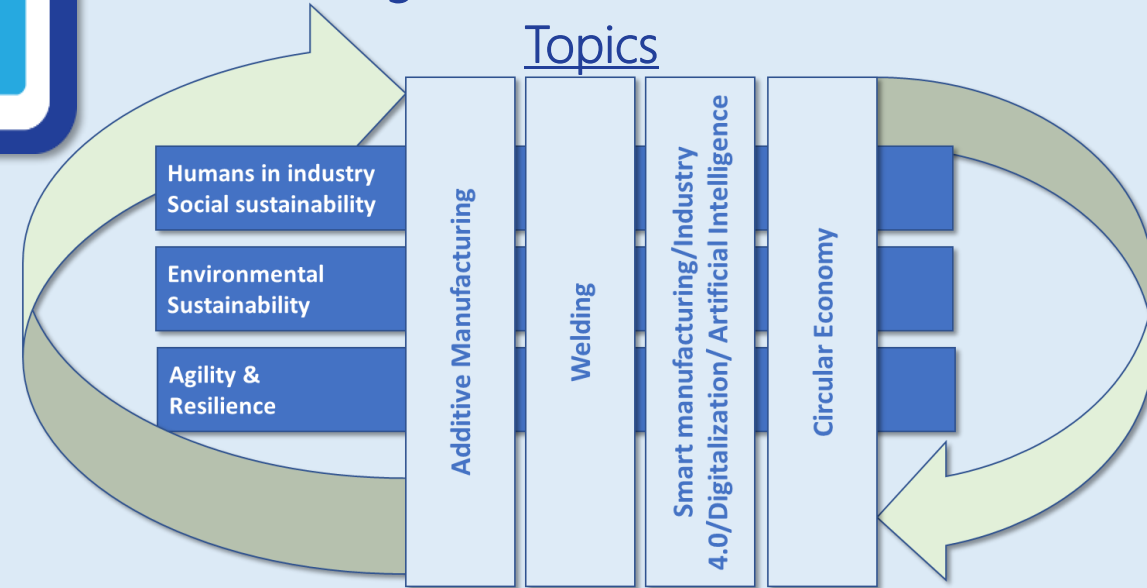 Topics
Humans in industry
Social sustainability
Environmental
Sustainability
Agility &
Resilience
Additive Manufacturing
Welding
Smart manufacturing/Industry
4.0/Digitalization/ Artificial Intelligence
Circular Economy